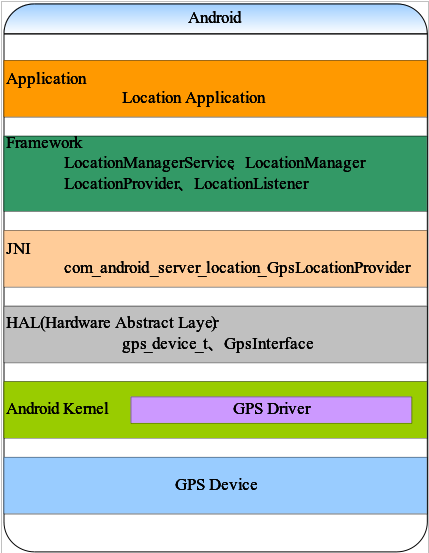 Android
Application
Location Application
Framework
LocationManagerService、LocationManager
LocationProvider、LocationListener
JNI
com_android_server_location_GpsLocationProvider
HAL(Hardware Abstract Layer)
gps_device_t、GpsInterface
Android Kernel
GPS Driver
GPS Device